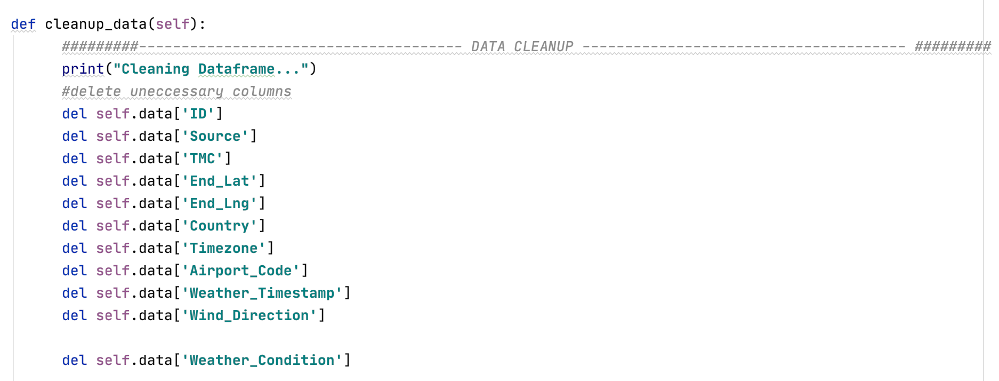 def cleanup_data(self):
#########-------------------------------------- DATA CLEANUP -------------------------------------- #########
print("Cleaning Dataframe...")
#delete uneccessary columns
del self.data['ID']
del self.data['Source']
del self.data['TMC']
del self.data['End_Lat']
del self.data['End_Lng']
del self.data['Country']
del self.data['Timezone']
del self.data['Airport_Code']
del self.data['Weather_Timestamp']
del self.data['Wind_Direction']
del self.data['Weather_Condition']